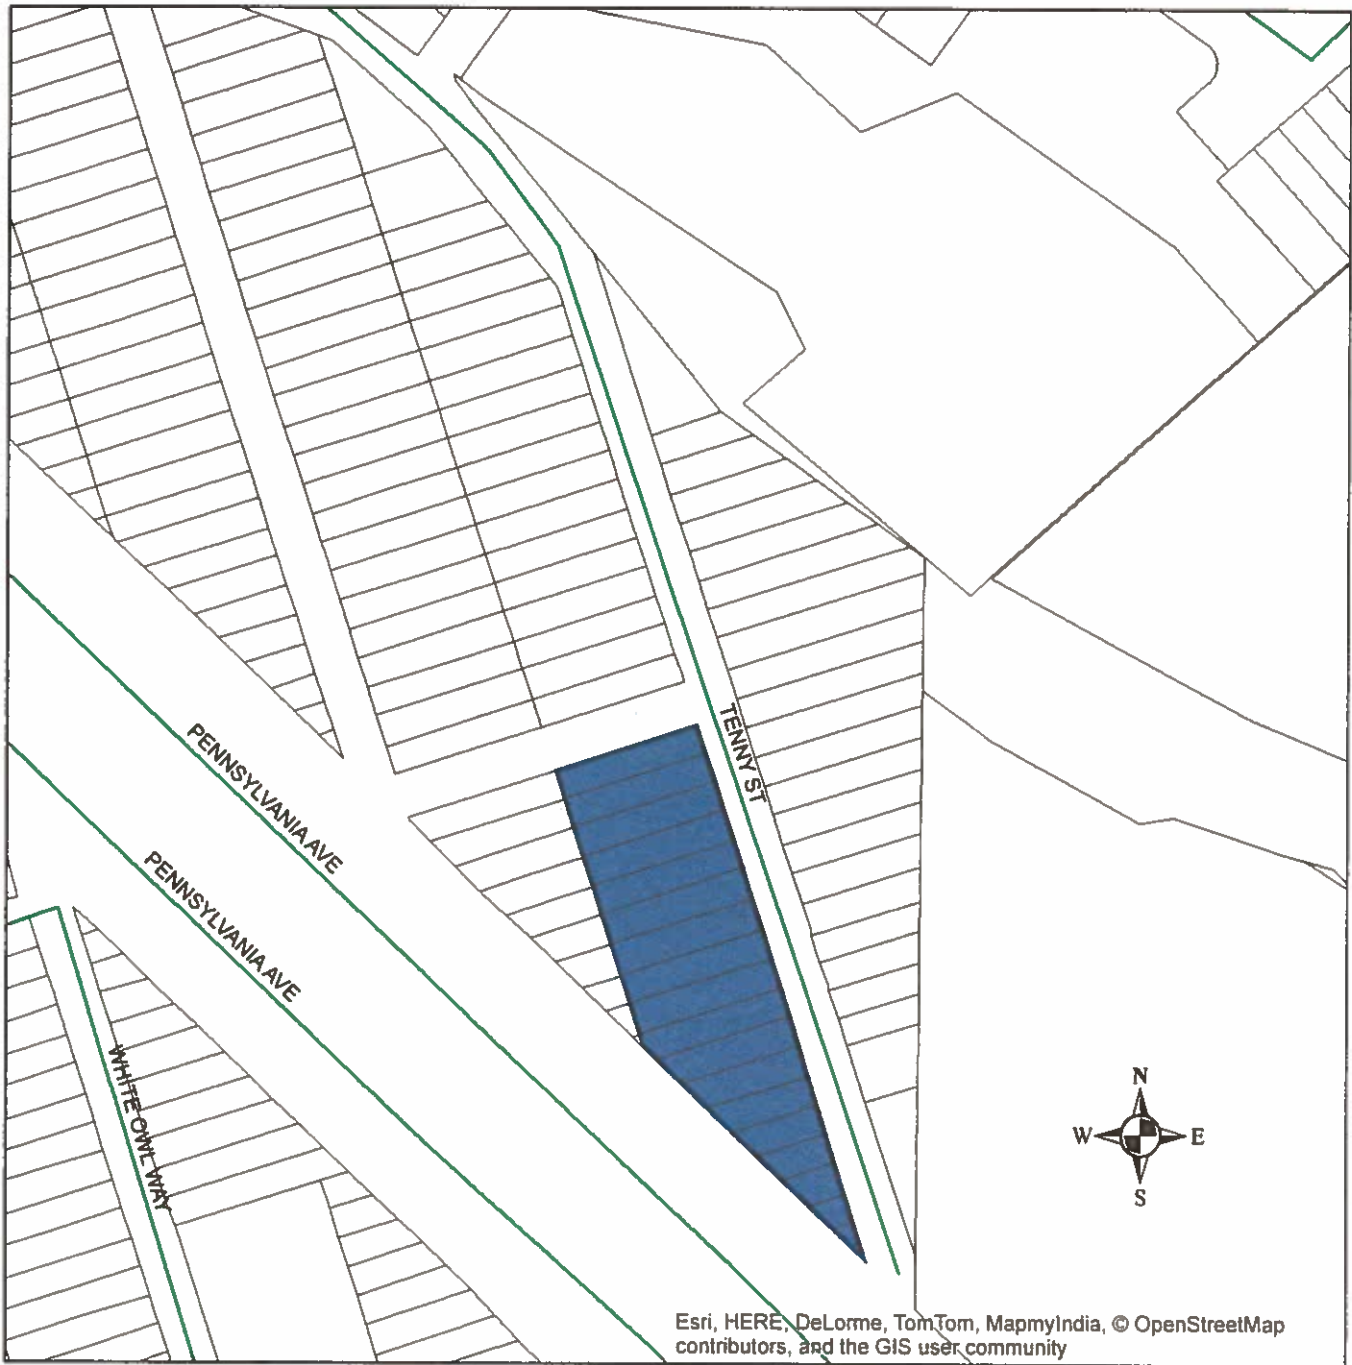 TENNY ST
PENNSYLVANIA AVE
PENNSYLVANIA AVE
WHITE OWL WAY
N
W E
S
Esri, HERE, DeLorme, TomTom, MapmyIndia, © OpenStreetMap
contributors, and the GIS user community